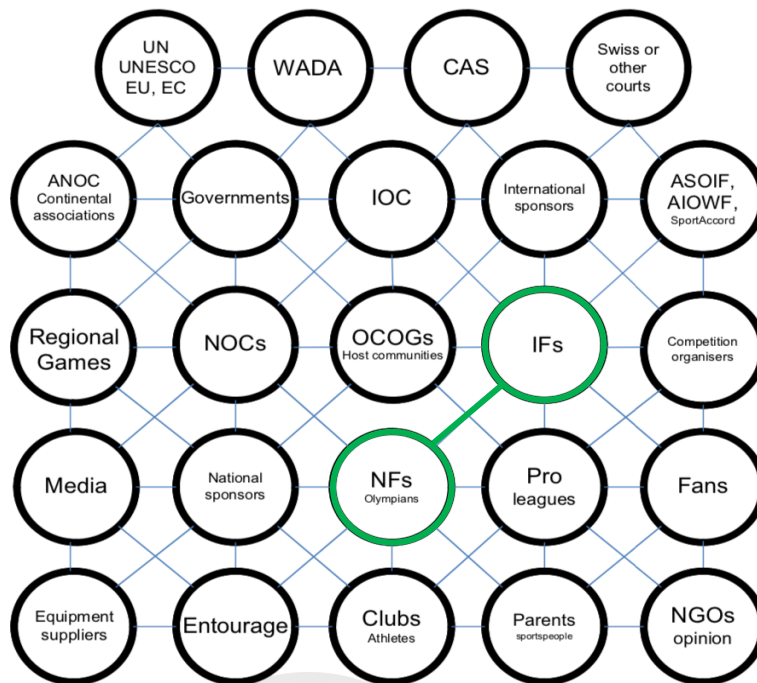 UN
UNESCO
EU, EC
WADA
CAS
Swiss or
other
courts
ANOC
Continental
associations
Governments
IOC
International
sponsors
ASOIF,
AIOWF,
SportAccord
Regional
Games
NOCs
OCOGs
Host communities
IFs
Competition
organisers
Media
National
sponsors
NFs
Olympians
Pro
leagues
Fans
Equipment
suppliers
Entourage
Clubs
Athletes
Parents
sportspeople
NGOs
opinion